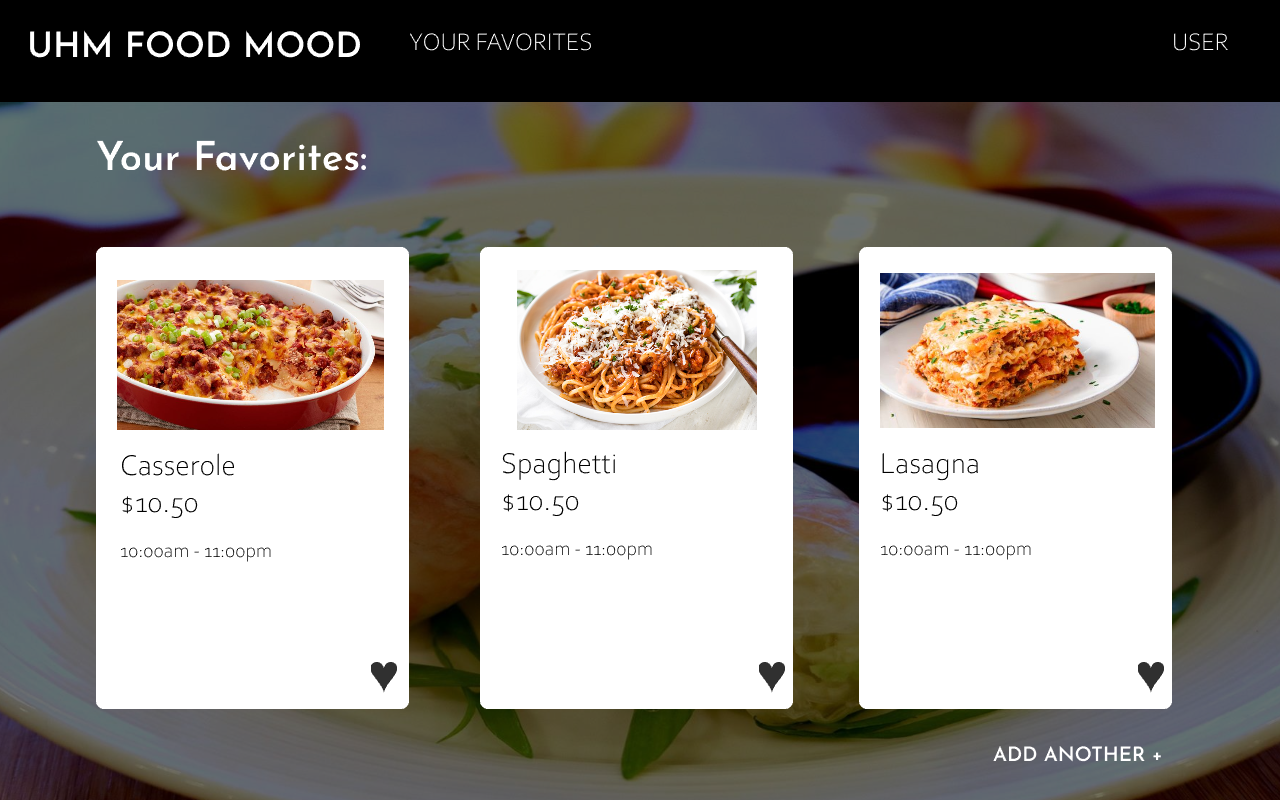 UHM FOOD MOOD
YOUR FAVORITES
USER
Your Favorites:
Casserole
$10.50
10:00am - 11:00pm
Spaghetti
$10.50
10:00am - 11:00pm
Lasagna
$10.50
10:00am - 11:00pm
ADD ANOTHER +